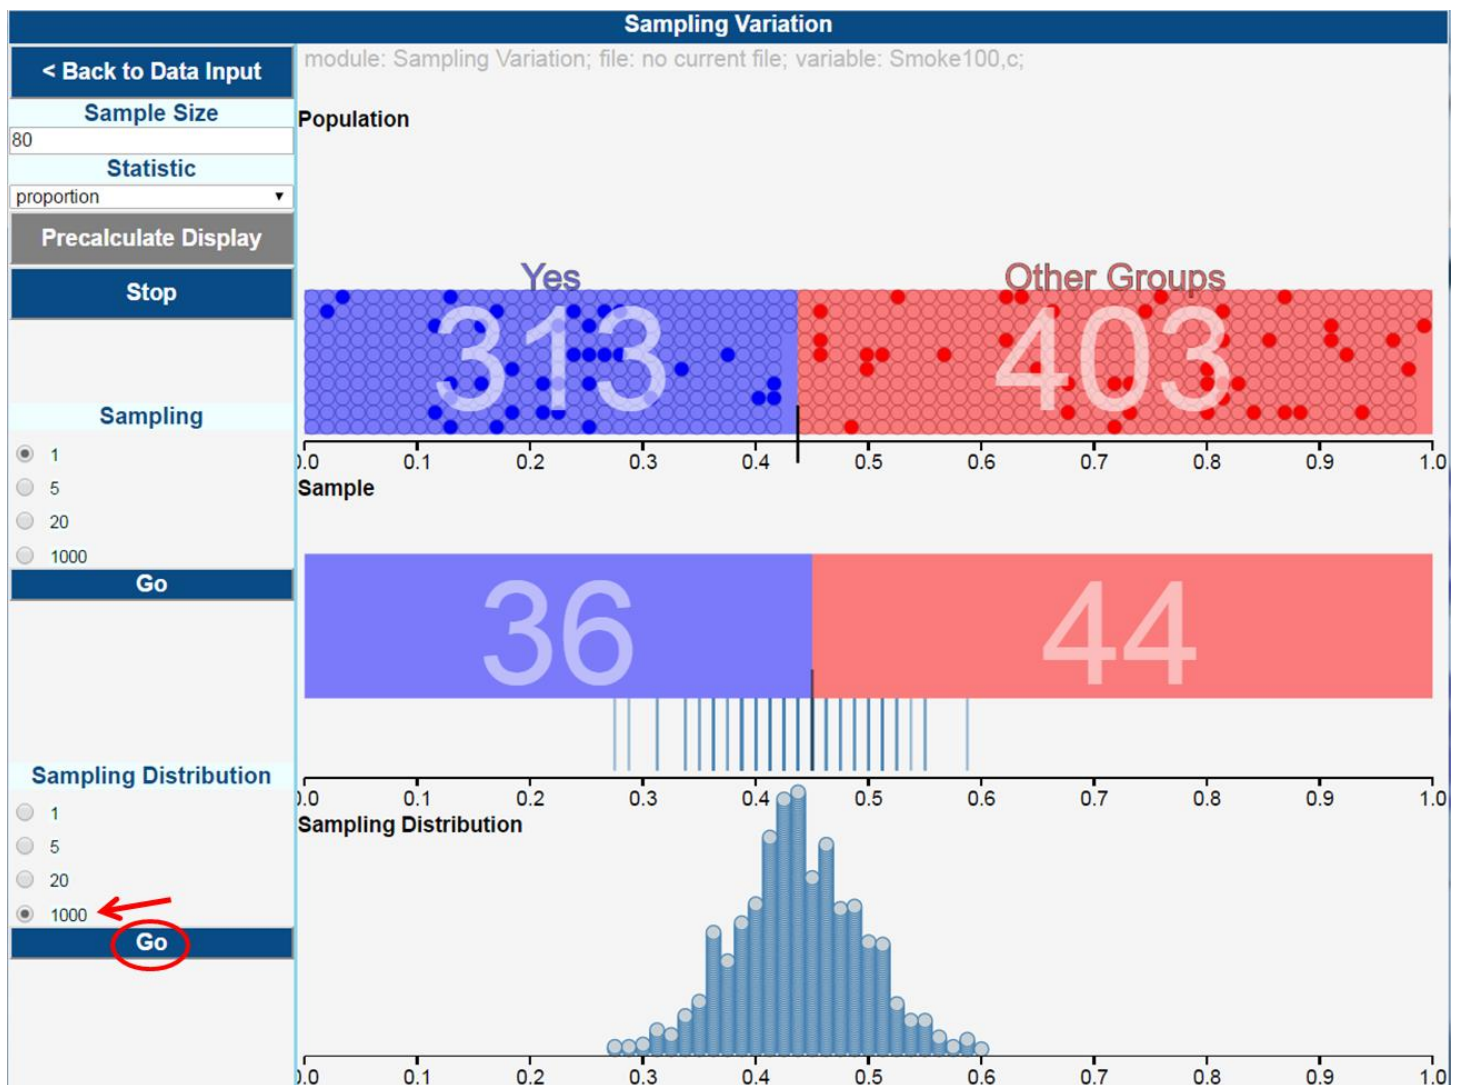 Sampling Variation
< Back to Data Input
module: Sampling Variation; file: no current file; variable: Smoke100,c;
Sample Size
80
Statistic
proportion
Precalculate Display
Stop
Sampling
1
5
20
1000
Go
Sampling Distribution
1
5
20
1000
Go
Population
Yes
Other Groups
313
403
0.0 0.1 0.2 0.3 0.4 0.5 0.6 0.7 0.8 0.9 1.0
Sample
36
44
0.0 0.1 0.2 0.3 0.4 0.5 0.6 0.7 0.8 0.9 1.0
Sampling Distribution
0.0 0.1 0.2 0.3 0.4 0.5 0.6 0.7 0.8 0.9 1.0